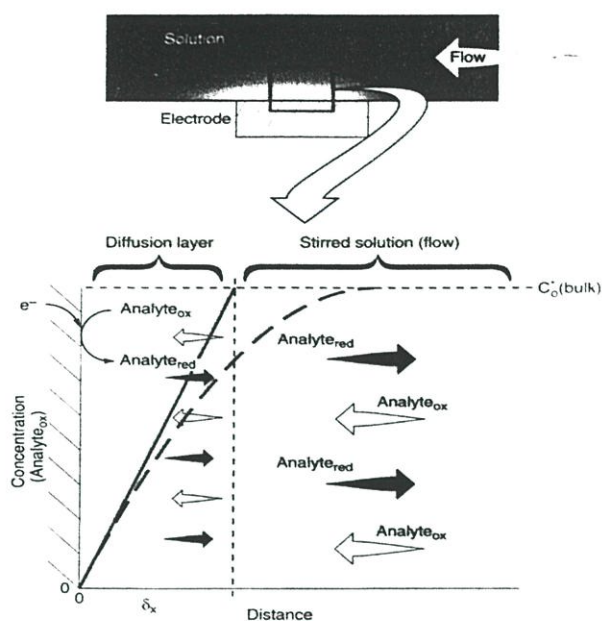 Solution
Flow
Electrode
Diffusion layer
Stirred solution (flow)
C*o(bulk)
e−
Analyteox
Analytered
Analytered
Analyteox
Analytered
Analyteox
Concentration
(Analyteox)
0
0
δx
Distance